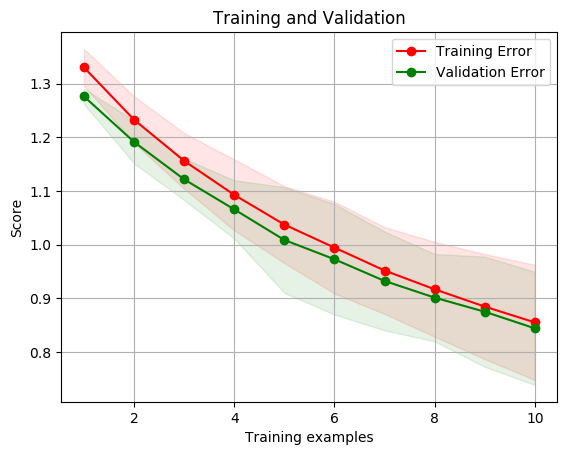 Training and Validation
Training Error
Validation Error
1.3
1.2
1.1
1.0
0.9
0.8
Score
2 4 6 8 10
Training examples